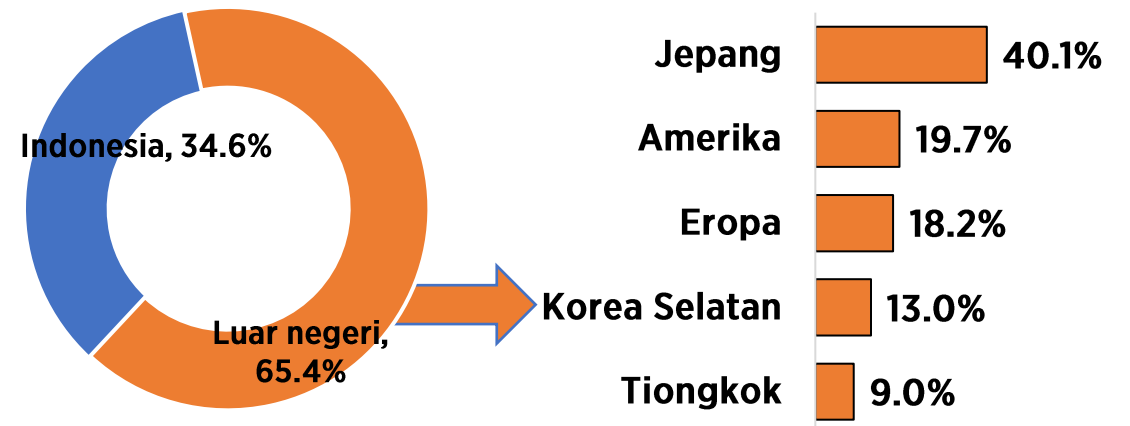 Indonesia, 34.6%
Luar negeri,
65.4%
Jepang 40.1%
Amerika 19.7%
Eropa 18.2%
Korea Selatan 13.0%
Tiongkok 9.0%